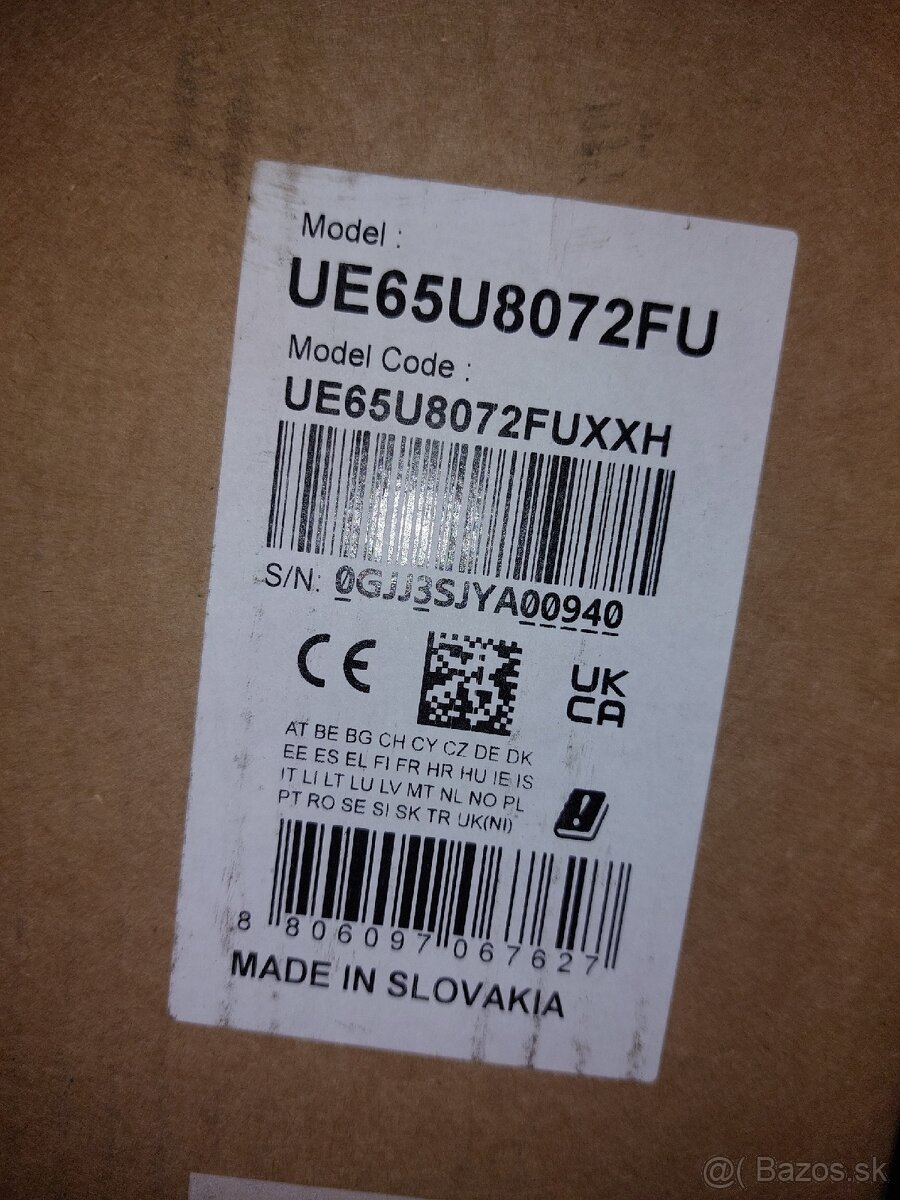 Model :
UE65U8072FU
Model Code :
UE65U8072FUXXH
S/N: 0GJJ3SJYA00940
CE
UK
CA
AT BE BG CH CY CZ DE DK
EE ES EL FI FR HR HU IE IS
IT LI LT LU LV MT NL NO PL
PT RO SE SI SK TR UK(NI)
8 806097 067627
MADE IN SLOVAKIA
@( Bazos.sk